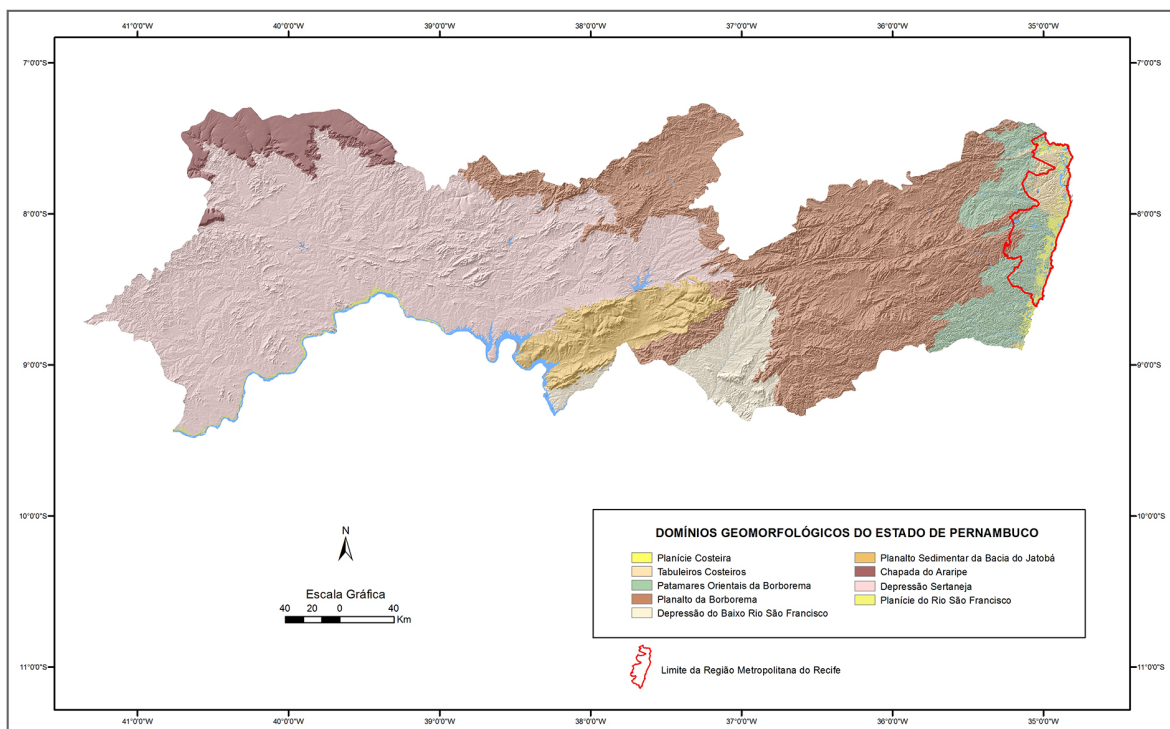 41°0'0"W 40°0'0"W 39°0'0"W 38°0'0"W 37°0'0"W 36°0'0"W 35°0'0"W
7°0'0"S 7°0'0"S
8°0'0"S 8°0'0"S
9°0'0"S 9°0'0"S
10°0'0"S 10°0'0"S
N
Escala Gráfica
40 20 0 40
Km
DOMÍNIOS GEOMORFOLÓGICOS DO ESTADO DE PERNAMBUCO
Planície Costeira
Tabuleiros Costeiros
Patamares Orientais da Borborema
Planalto da Borborema
Depressão do Baixo Rio São Francisco
Planalto Sedimentar da Bacia do Jatobá
Chapada do Araripe
Depressão Sertaneja
Planície do Rio São Francisco
Limite da Região Metropolitana do Recife
11°0'0"S 11°0'0"S
41°0'0"W 40°0'0"W 39°0'0"W 38°0'0"W 37°0'0"W 36°0'0"W 35°0'0"W